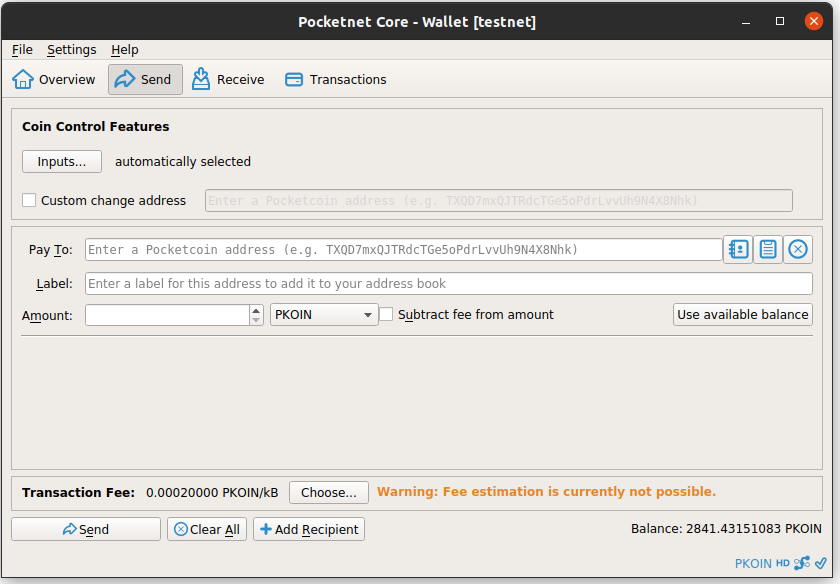 Pocketnet Core - Wallet [testnet]
File Settings Help
Overview Send Receive Transactions
Coin Control Features
Inputs... automatically selected
Custom change address Enter a Pocketcoin address (e.g. TXQD7mxQJTRdcTGe5oPdrLvvUh9N4X8Nhk)
Pay To: Enter a Pocketcoin address (e.g. TXQD7mxQJTRdcTGe5oPdrLvvUh9N4X8Nhk)
Label: Enter a label for this address to add it to your address book
Amount: PKOIN Subtract fee from amount Use available balance
Transaction Fee: 0.00020000 PKOIN/kB Choose... Warning: Fee estimation is currently not possible.
Send Clear All Add Recipient Balance: 2841.43151083 PKOIN
PKOIN HD